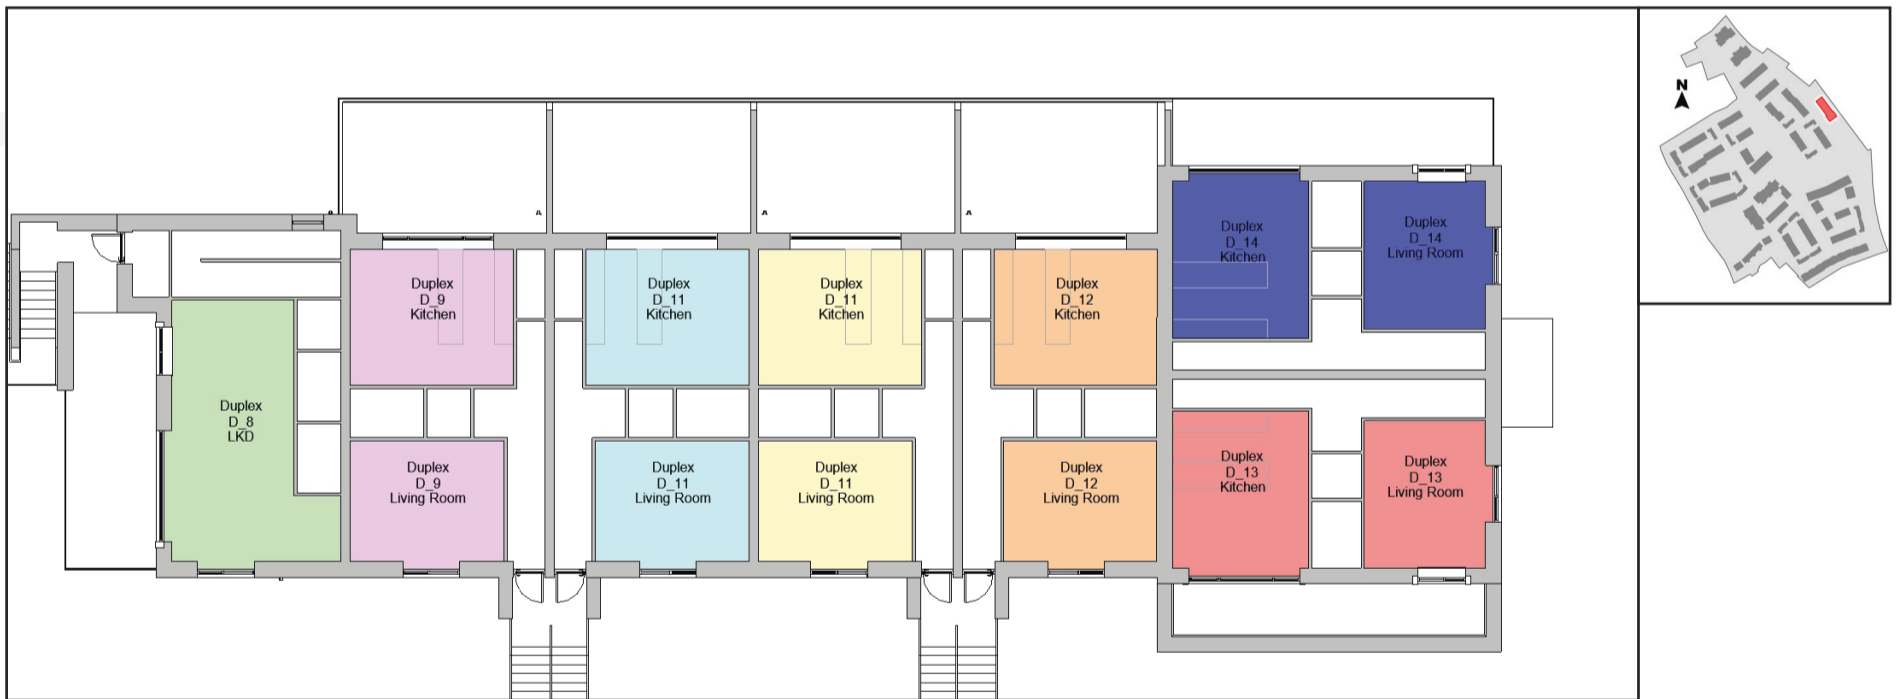 N
Duplex
D_14
Kitchen
Duplex
D_14
Living Room
Duplex
D_9
Kitchen
Duplex
D_11
Kitchen
Duplex
D_11
Kitchen
Duplex
D_12
Kitchen
Duplex
D_8
LKD
Duplex
D_9
Living Room
Duplex
D_11
Living Room
Duplex
D_11
Living Room
Duplex
D_12
Living Room
Duplex
D_13
Kitchen
Duplex
D_13
Living Room